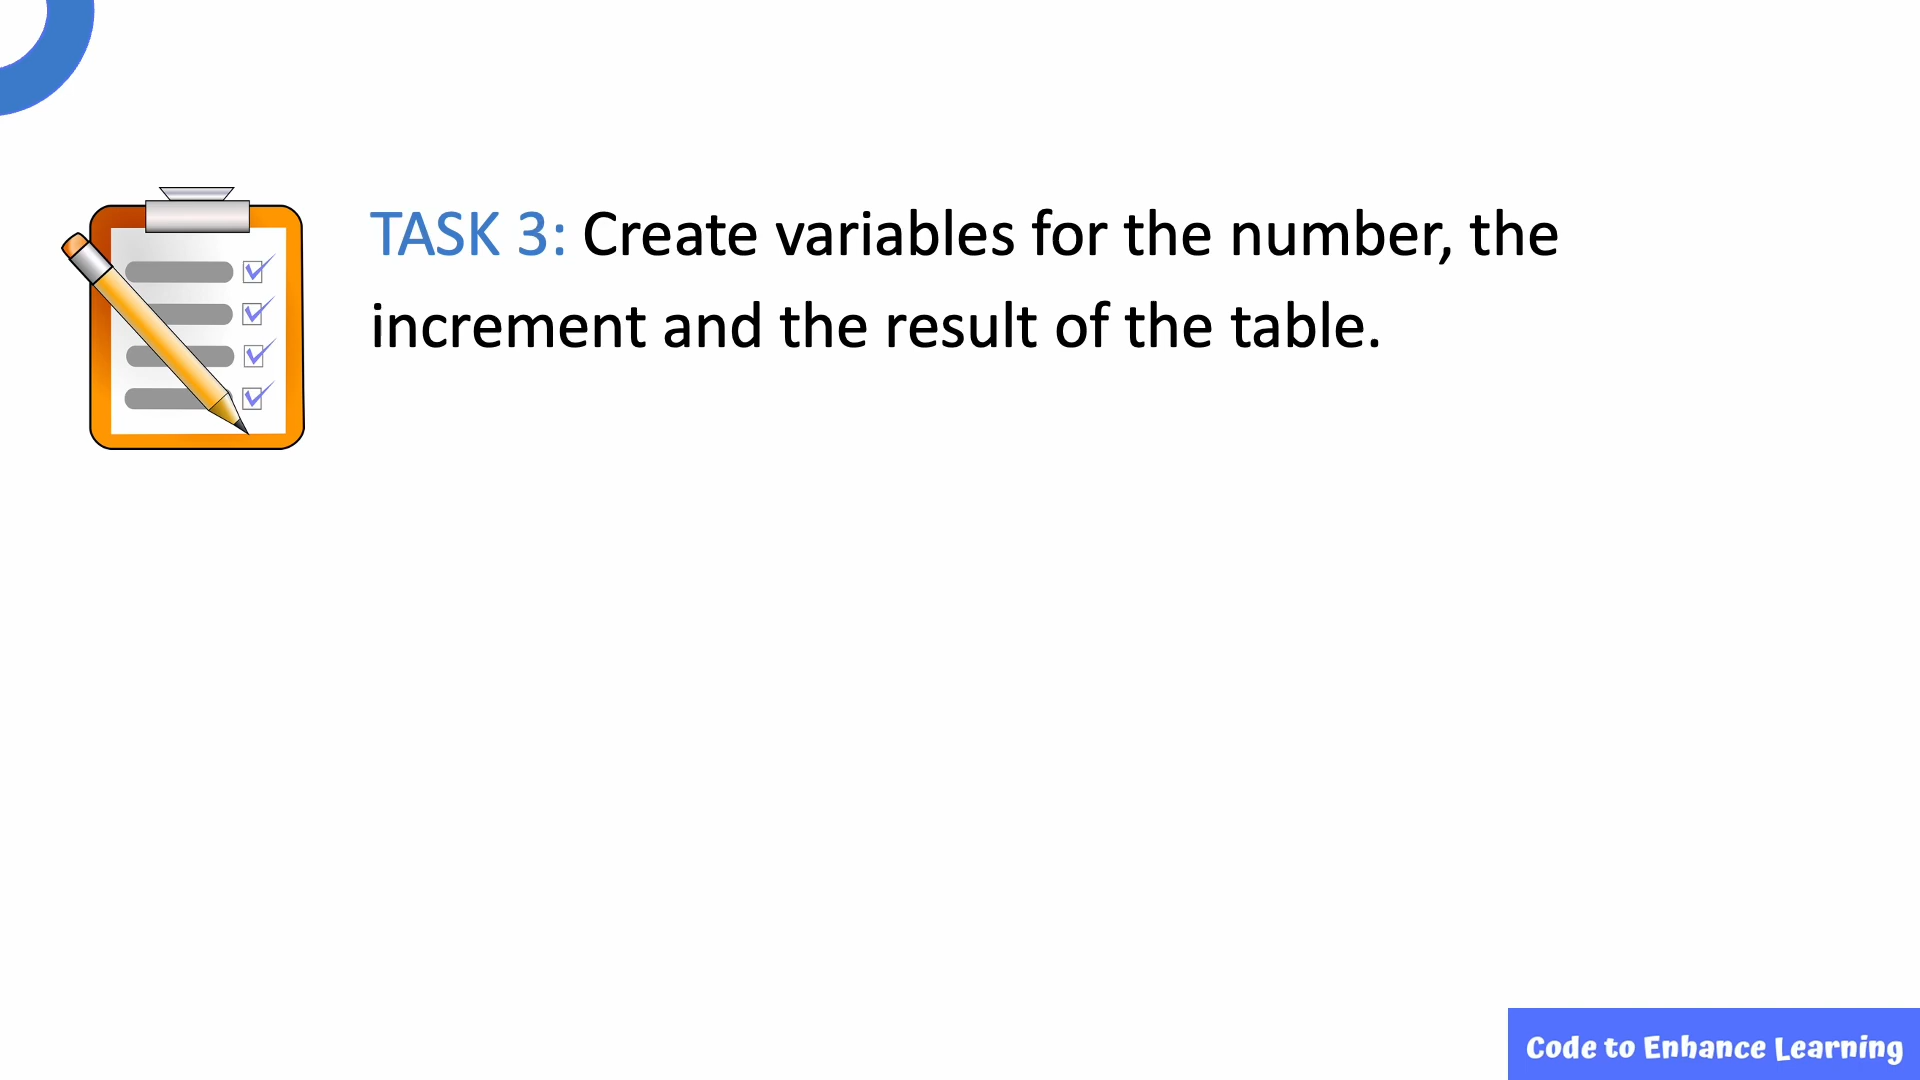 TASK 3: Create variables for the number, the
increment and the result of the table.
Code to Enhance Learning